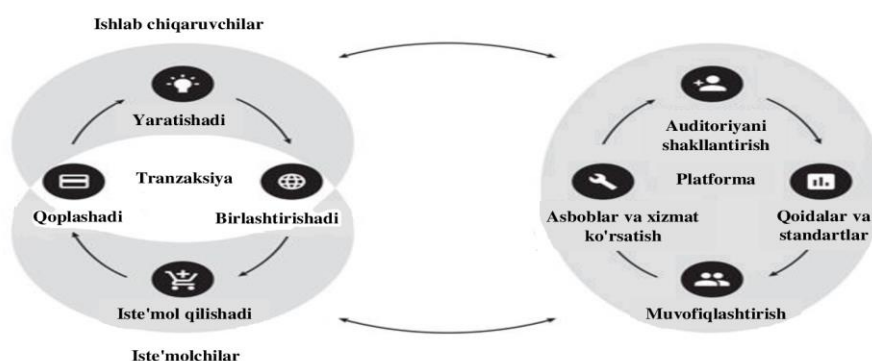 Ishlab chiqaruvchilar
Yaratishadi
Tranzaksiya
Qoplashadi
Birlashtirishadi
Iste'mol qilishadi
Iste'molchilar
Auditoriyani
shakllantirish
Platforma
Asboblar va xizmat
ko'rsatish
Qoidalar va
standartlar
Muvofiqlashtirish